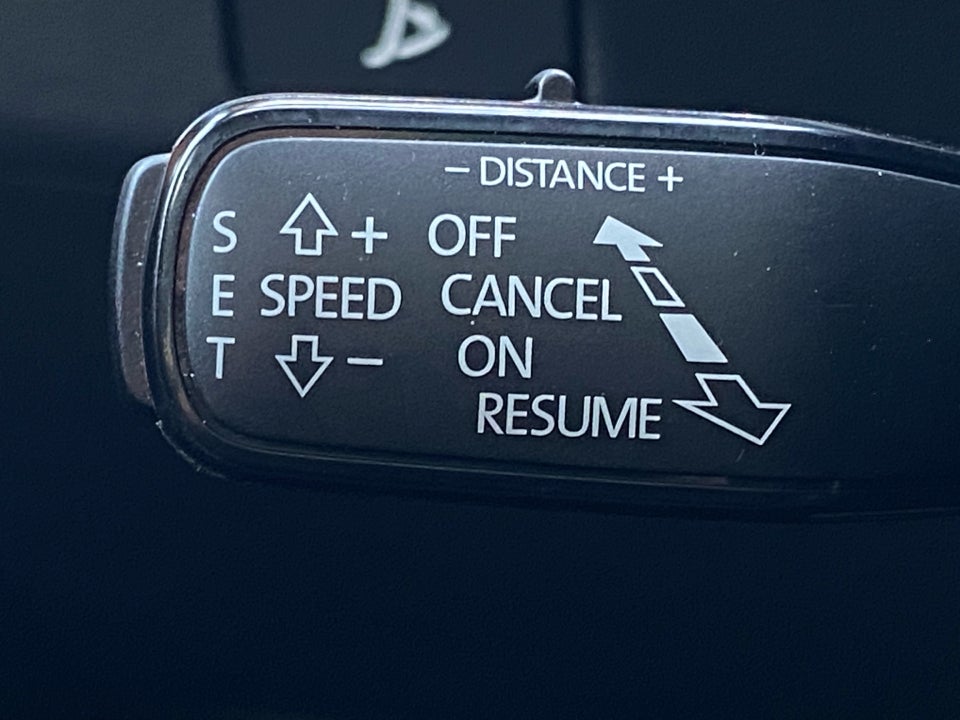 − DISTANCE +
S + OFF
E SPEED CANCEL
T − ON
RESUME